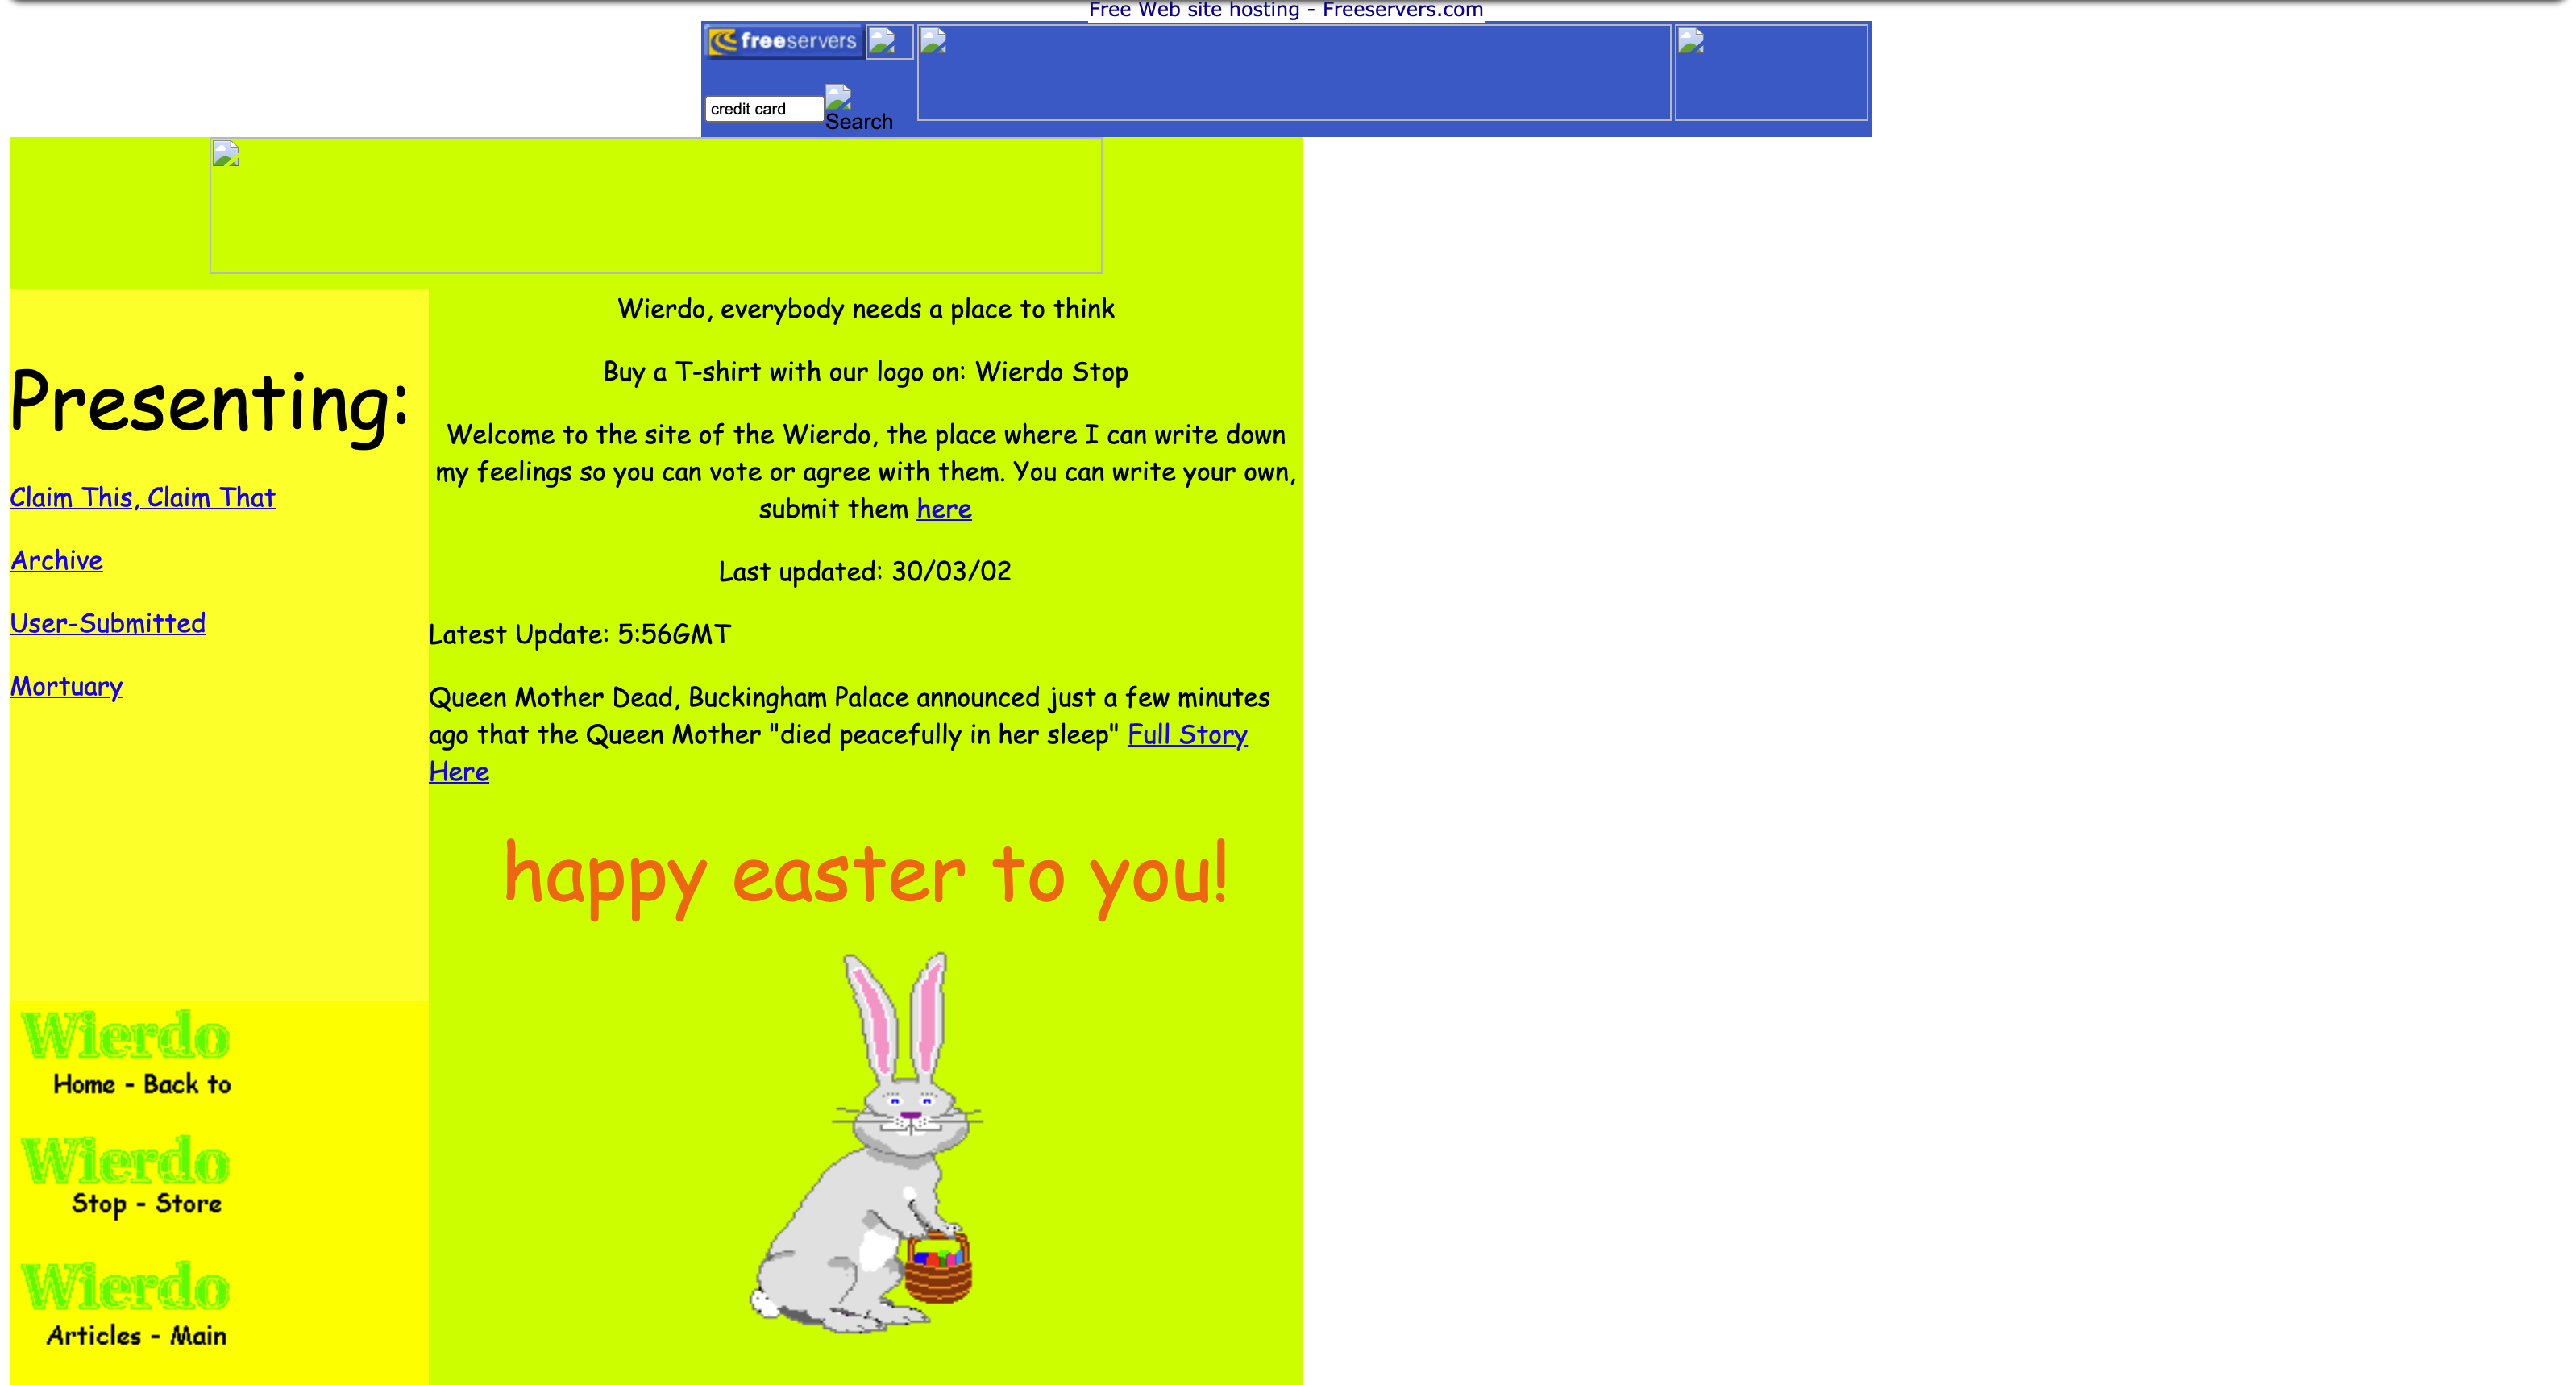 Free Web site hosting - Freeservers.com
freeservers
credit card
Search
Presenting:
Claim This, Claim That
Archive
User-Submitted
Mortuary
Wierdo, everybody needs a place to think
Buy a T-shirt with our logo on: Wierdo Stop
Welcome to the site of the Wierdo, the place where I can write down
my feelings so you can vote or agree with them. You can write your own,
submit them here
Last updated: 30/03/02
Latest Update: 5:56GMT
Queen Mother Dead, Buckingham Palace announced just a few minutes
ago that the Queen Mother "died peacefully in her sleep" Full Story
Here
happy easter to you!
Wierdo
Home - Back to
Wierdo
Stop - Store
Wierdo
Articles - Main